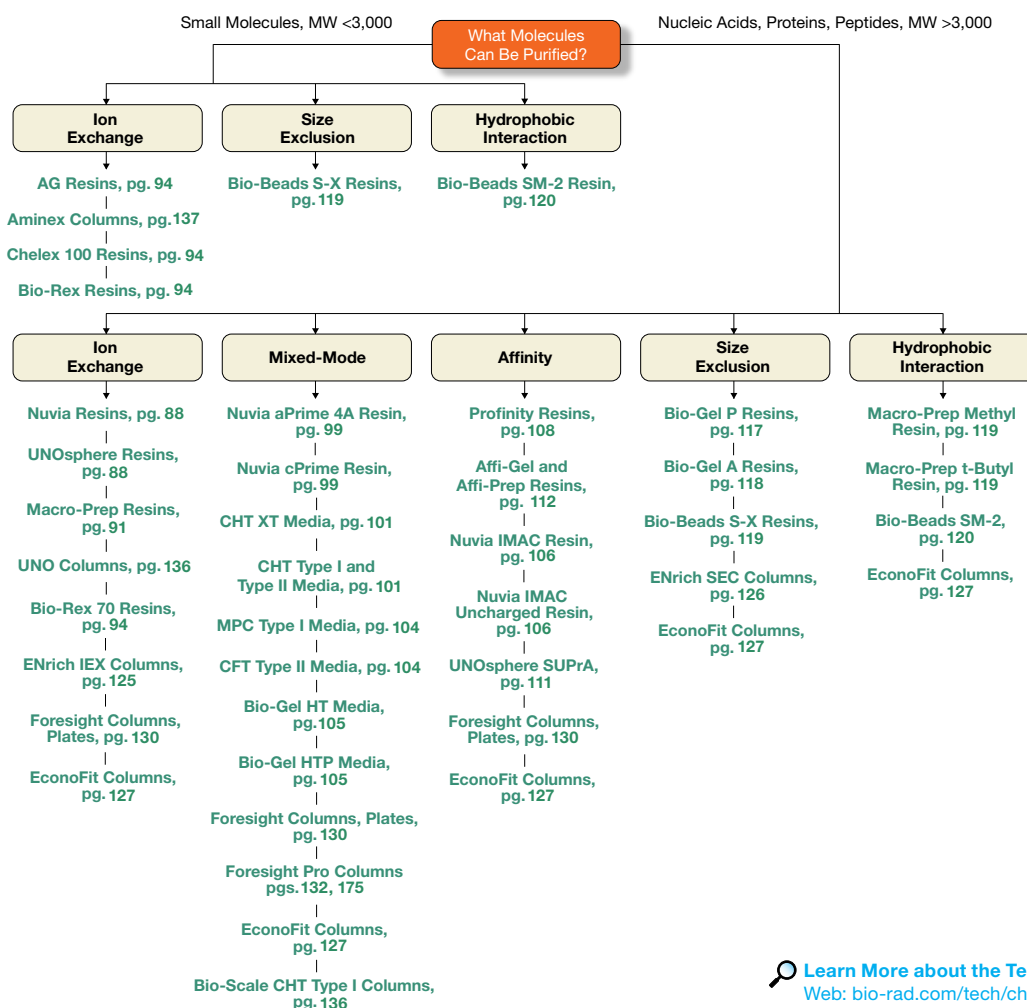 Small Molecules, MW <3,000
Nucleic Acids, Proteins, Peptides, MW >3,000
What Molecules
Can Be Purified?
Ion
Exchange
Size
Exclusion
Hydrophobic
Interaction
AG Resins, pg. 94
Aminex Columns, pg. 137
Chelex 100 Resins, pg. 94
Bio-Rex Resins, pg. 94
Bio-Beads S-X Resins,
pg. 119
Bio-Beads SM-2 Resin,
pg. 120
Ion
Exchange
Mixed-Mode
Affinity
Size
Exclusion
Hydrophobic
Interaction
Nuvia Resins, pg. 88
UNOsphere Resins,
pg. 88
Macro-Prep Resins,
pg. 91
UNO Columns, pg. 136
Bio-Rex 70 Resins,
pg. 94
ENrich IEX Columns,
pg. 125
Foresight Columns,
Plates, pg. 130
EconoFit Columns,
pg. 127
Nuvia aPrime 4A Resin,
pg. 99
Nuvia cPrime Resin,
pg. 99
CHT XT Media, pg. 101
CHT Type I and
Type II Media, pg. 101
MPC Type I Media, pg. 104
CFT Type II Media, pg. 104
Bio-Gel HT Media,
pg. 105
Bio-Gel HTP Media,
pg. 105
Foresight Columns, Plates,
pg. 130
Foresight Pro Columns
pgs. 132, 175
EconoFit Columns,
pg. 127
Bio-Scale CHT Type I Columns,
pg. 136
Profinity Resins,
pg. 108
Affi-Gel and
Affi-Prep Resins,
pg. 112
Nuvia IMAC Resin,
pg. 106
Nuvia IMAC
Uncharged Resin,
pg. 106
UNOsphere SUPrA,
pg. 111
Foresight Columns,
Plates, pg. 130
EconoFit Columns,
pg. 127
Bio-Gel P Resins,
pg. 117
Bio-Gel A Resins,
pg. 118
Bio-Beads S-X Resins,
pg. 119
ENrich SEC Columns,
pg. 126
EconoFit Columns,
pg. 127
Macro-Prep Methyl
Resin, pg. 119
Macro-Prep t-Butyl
Resin, pg. 119
Bio-Beads SM-2,
pg. 120
EconoFit Columns,
pg. 127
Learn More about the Te
Web: bio-rad.com/tech/ch